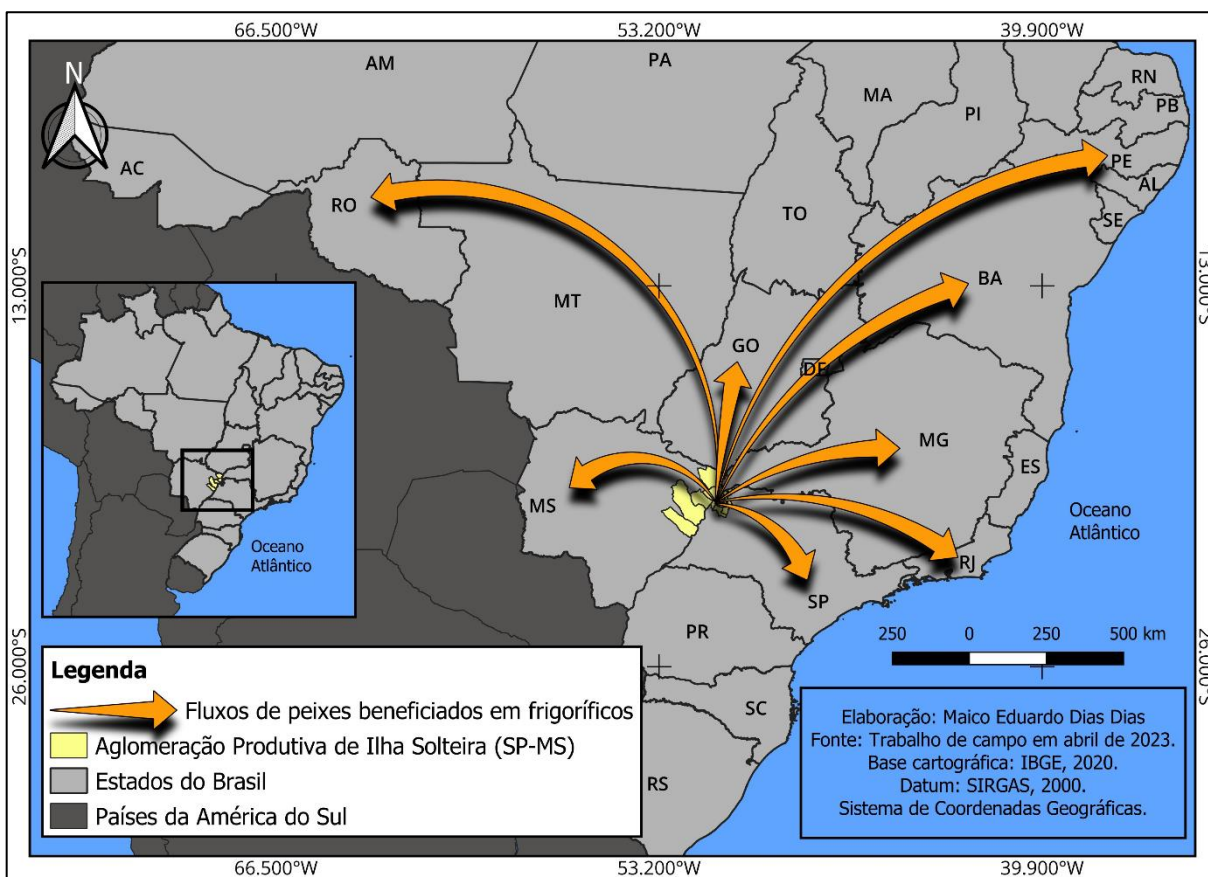 66.500°W
53.200°W
39.900°W
N
AM
PA
MA
PI
RN
PB
PE
AL
SE
AC
RO
TO
BA
MT
GO
DF
MG
ES
MS
RJ
SP
PR
SC
RS
13.000°S
13.000°S
26.000°S
26.000°S
Oceano
Atlântico
Oceano
Atlântico
250 0 250 500 km
Legenda
Fluxos de peixes beneficiados em frigoríficos
Aglomeração Produtiva de Ilha Solteira (SP-MS)
Estados do Brasil
Países da América do Sul
Elaboração: Maico Eduardo Dias Dias
Fonte: Trabalho de campo em abril de 2023.
Base cartográfica: IBGE, 2020.
Datum: SIRGAS, 2000.
Sistema de Coordenadas Geográficas.
66.500°W
53.200°W
39.900°W